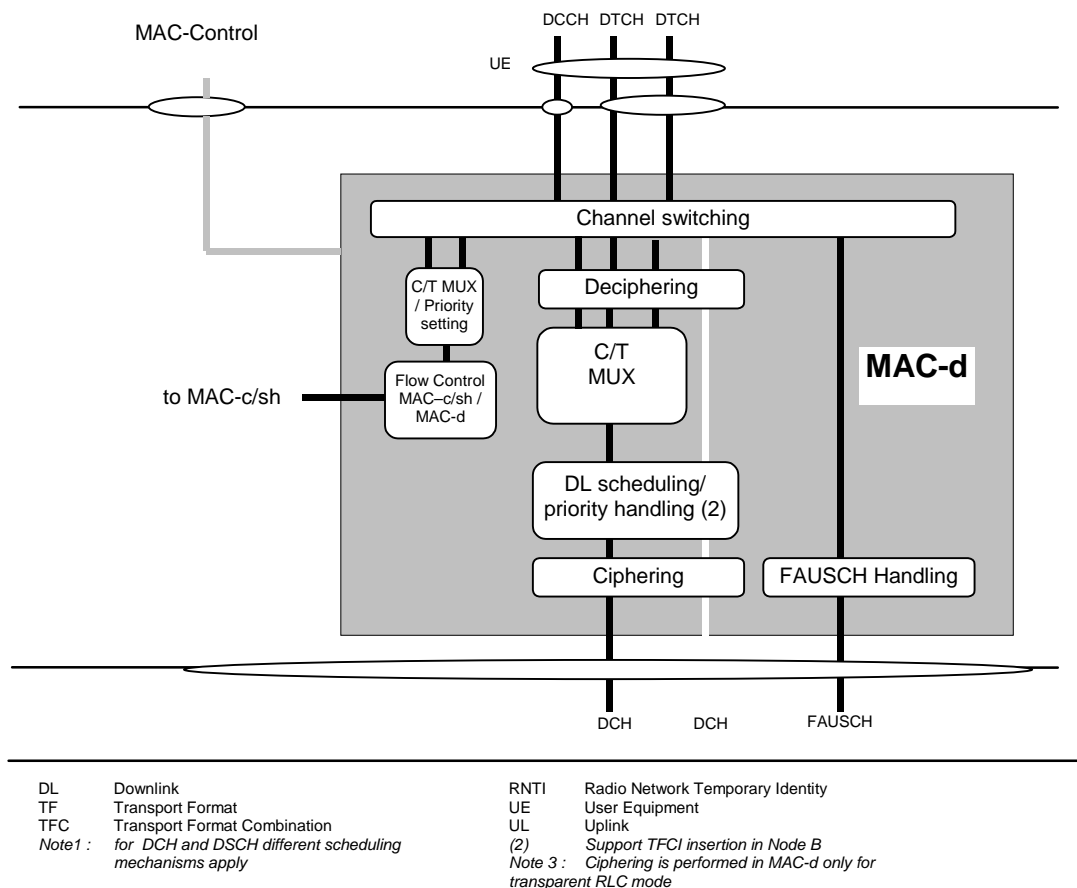 DCCH DTCH DTCH
MAC-Control
UE
Channel switching
C/T MUX
/ Priority
setting
Deciphering
C/T
MUX
MAC-d
to MAC-c/sh
Flow Control
MAC–c/sh /
MAC-d
DL scheduling/
priority handling (2)
Ciphering
FAUSCH Handling
DCH DCH FAUSCH
DL Downlink
TF Transport Format
TFC Transport Format Combination
Note1 : for DCH and DSCH different scheduling
mechanisms apply
RNTI Radio Network Temporary Identity
UE User Equipment
UL Uplink
(2) Support TFCI insertion in Node B
Note 3 : Ciphering is performed in MAC-d only for
transparent RLC mode